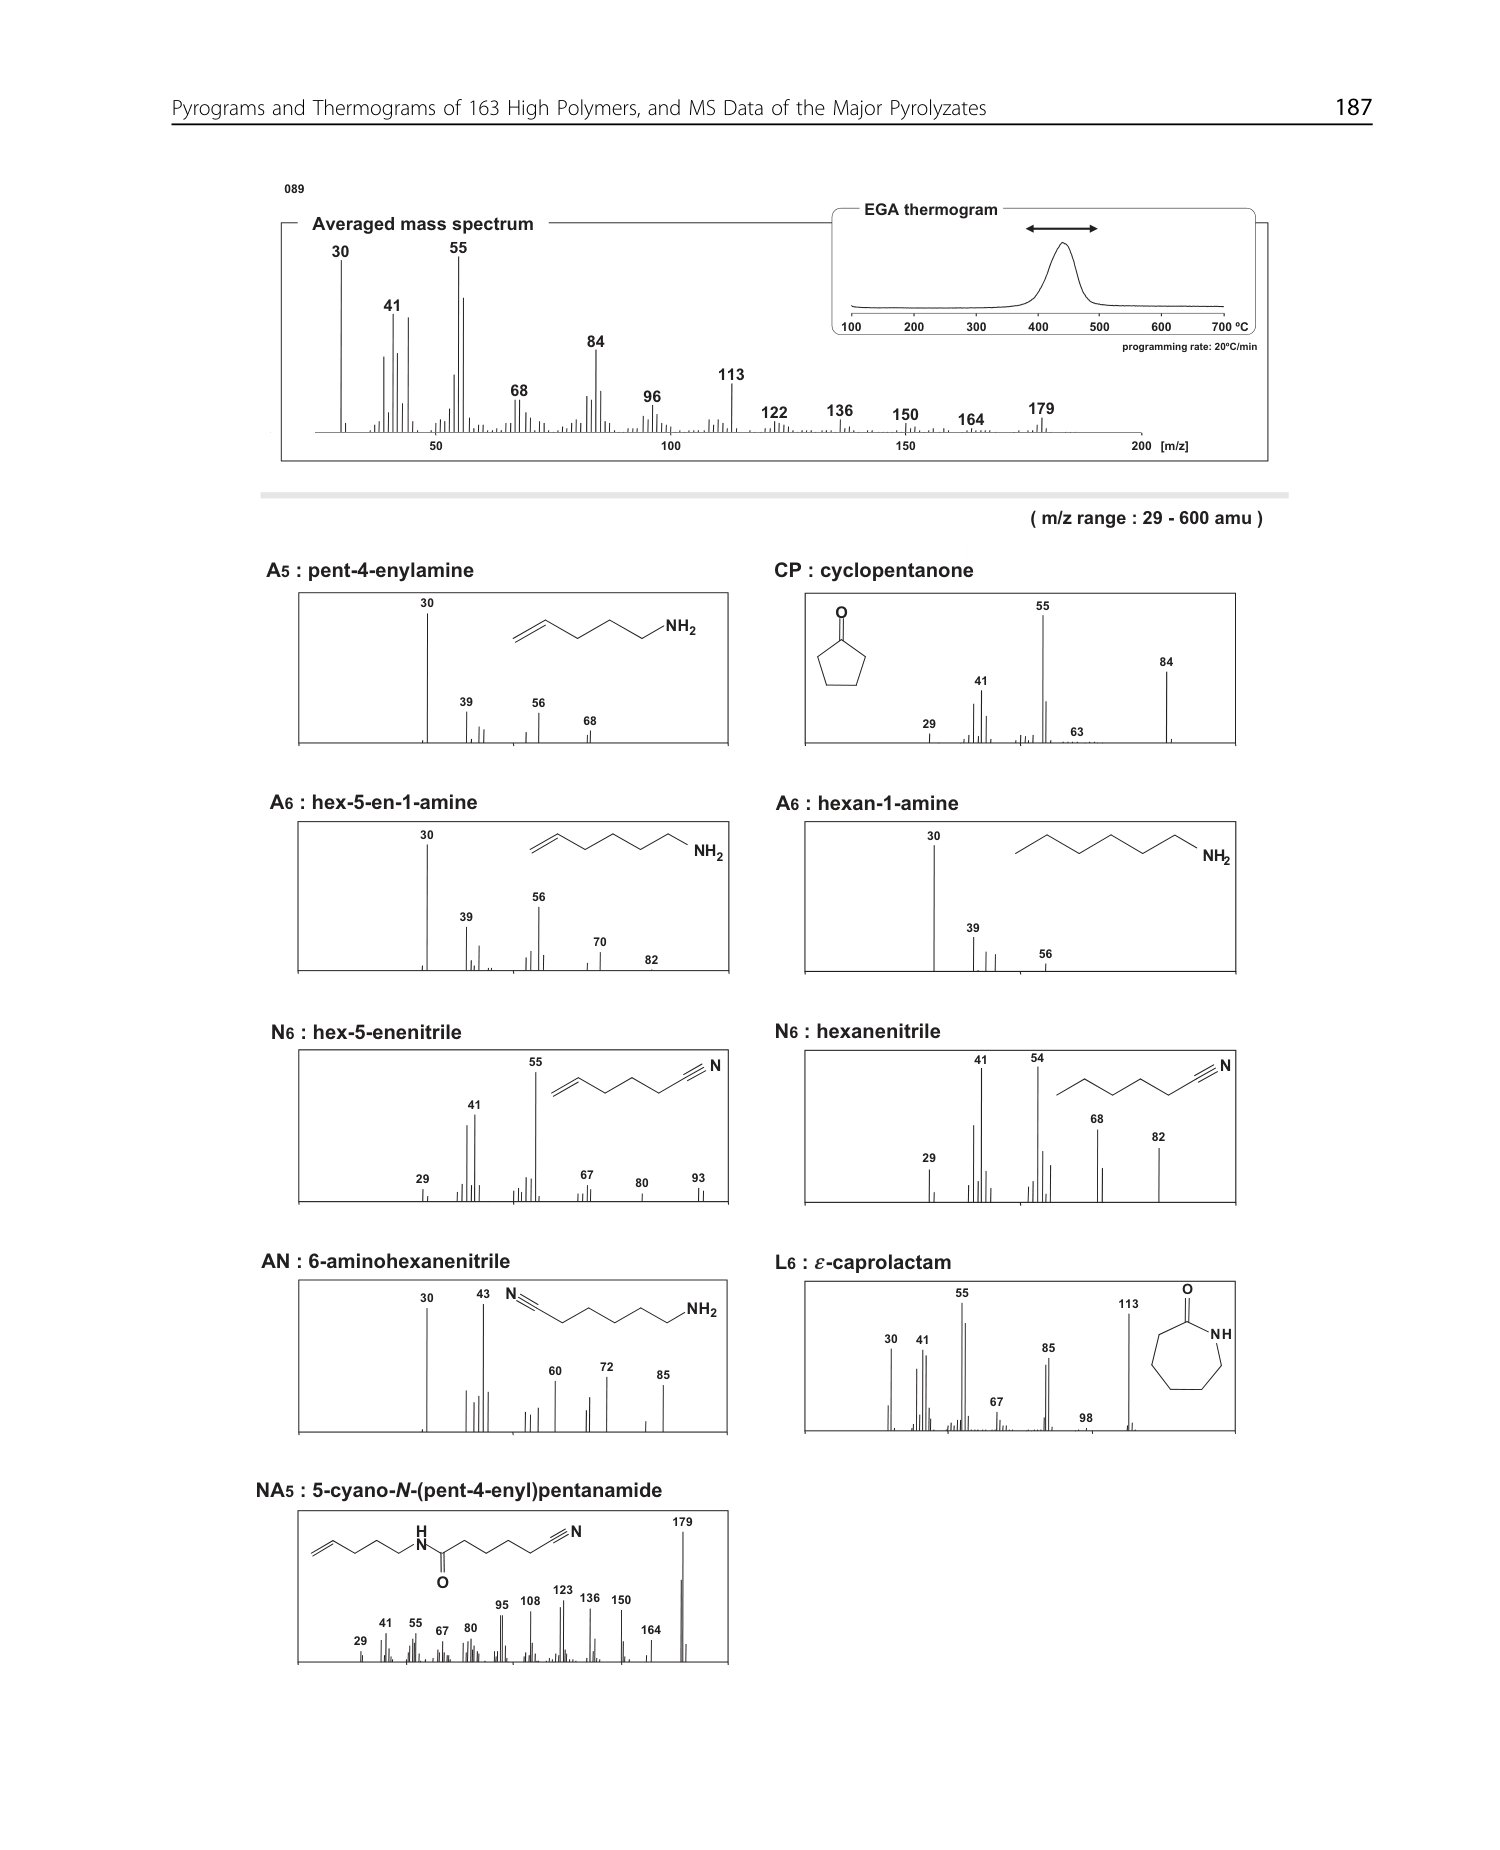 Pyrograms and Thermograms of 163 High Polymers, and MS Data of the Major Pyrolyzates 187
089
Averaged mass spectrum
EGA thermogram
30
55
41
84
68
96
113
122
136
150
164
179
50 100 150 200 [m/z]
100 200 300 400 500 600 700 ºC
programming rate: 20ºC/min
( m/z range : 29 - 600 amu )
A5 : pent-4-enylamine
30
39
56
68
NH2
CP : cyclopentanone
O
55
84
41
29
63
A6 : hex-5-en-1-amine
30
39
56
70
82
NH2
A6 : hexan-1-amine
30
39
56
NH2
N6 : hex-5-enenitrile
55
41
29
67
80
93
N
N6 : hexanenitrile
41
54
29
68
82
N
AN : 6-aminohexanenitrile
30
43
60
72
85
N
NH2
L6 : ε-caprolactam
55
30
41
67
85
98
113
O
NH
NA5 : 5-cyano-N-(pent-4-enyl)pentanamide
H
N
O
N
29
41
55
67
80
95
108
123
136
150
164
179